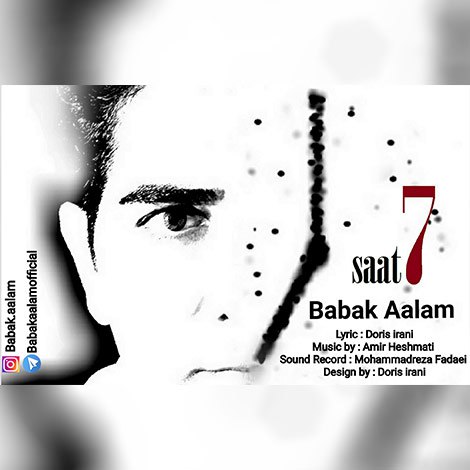 saat 7
Babak Aalam
Lyric : Doris irani
Music by : Amir Heshmati
Sound Record : Mohammadreza Fadaei
Design by : Doris irani
Babak.aalam
Babakaalamofficial